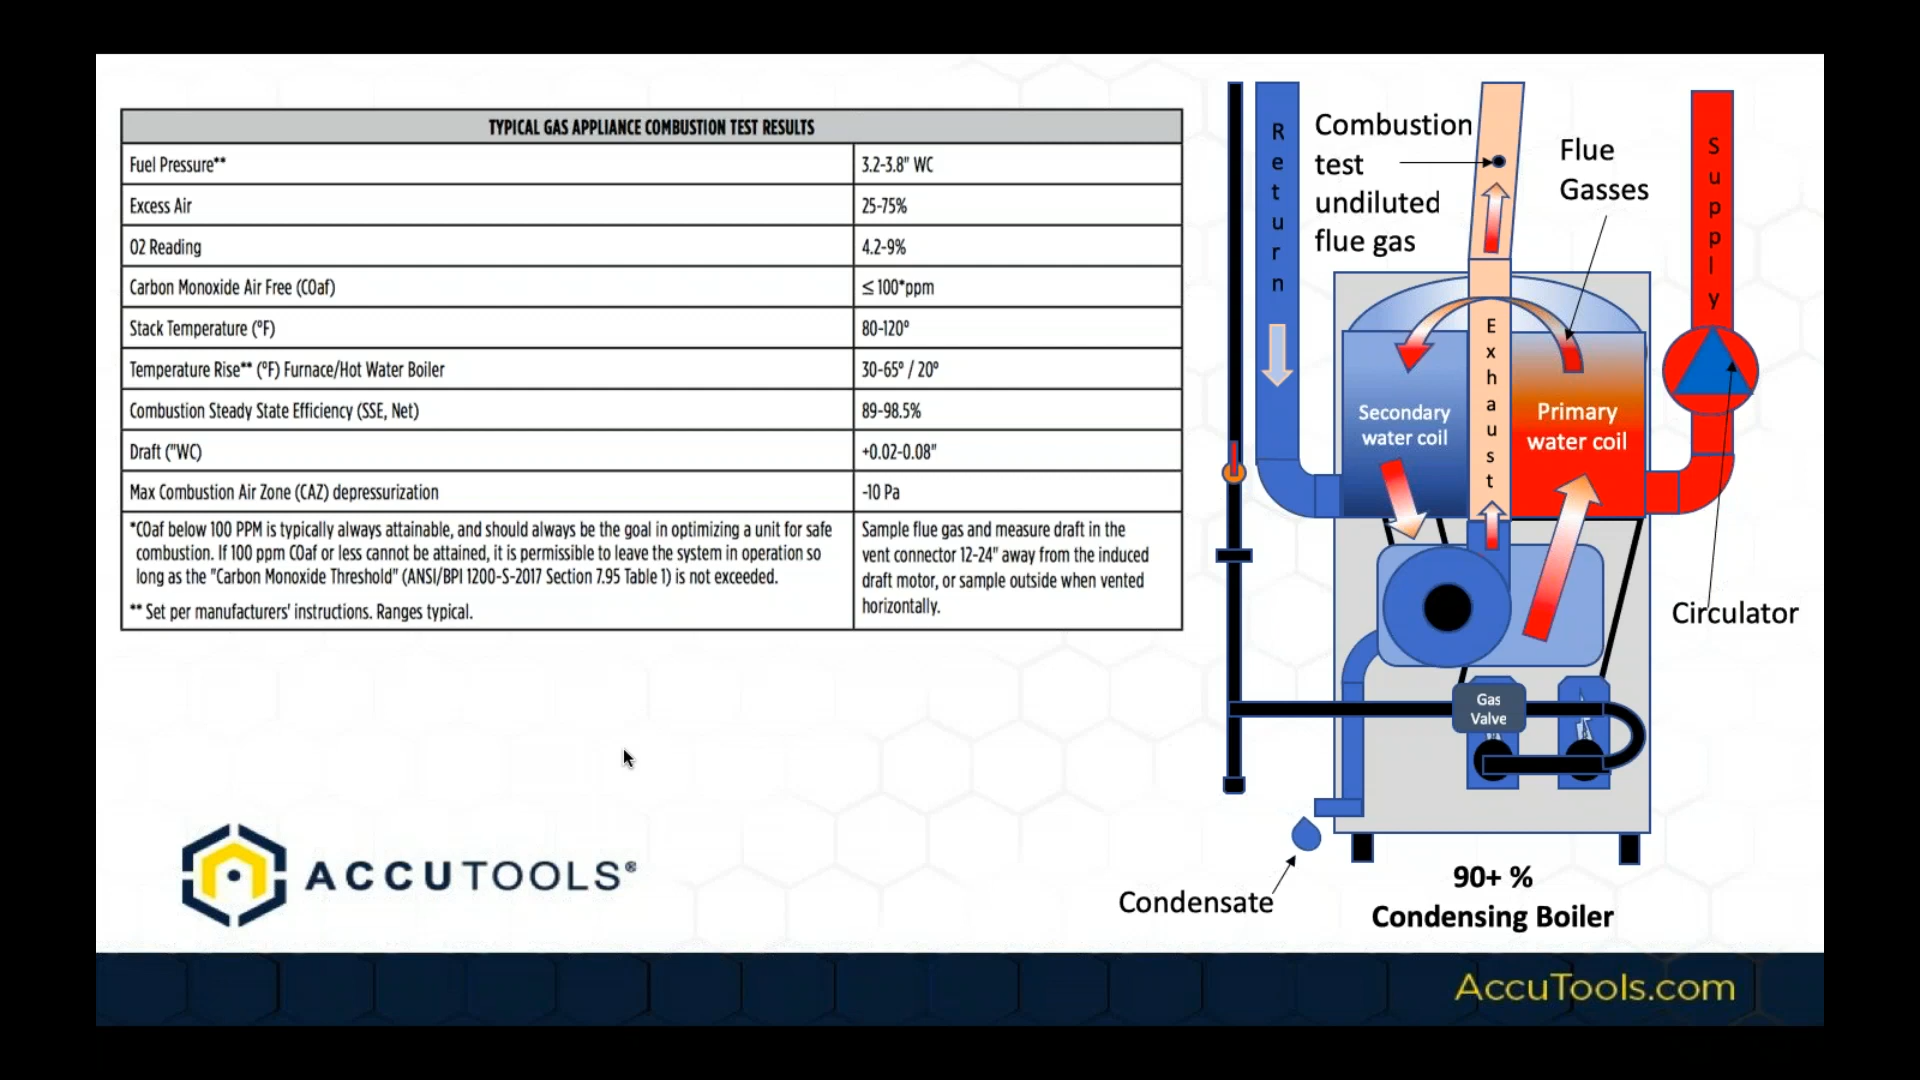 TYPICAL GAS APPLIANCE COMBUSTION TEST RESULTS
Fuel Pressure** 3.2-3.8" WC
Excess Air 25-75%
O2 Reading 4.2-9%
Carbon Monoxide Air Free (COaf) ≤100*ppm
Stack Temperature (ºF) 80-120º
Temperature Rise** (ºF) Furnace/Hot Water Boiler 30-65º / 20º
Combustion Steady State Efficiency (SSE, Net) 89-98.5%
Draft ("WC) +0.02-0.08"
Max Combustion Air Zone (CAZ) depressurization -10 Pa
*COaf below 100 PPM is typically always attainable, and should always be the goal in optimizing a unit for safe
combustion. If 100 ppm COaf or less cannot be attained, it is permissible to leave the system in operation so
long as the "Carbon Monoxide Threshold" (ANSI/BPI 1200-S-2017 Section 7.95 Table 1) is not exceeded.
** Set per manufacturers' instructions. Ranges typical.
Sample flue gas and measure draft in the
vent connector 12-24" away from the induced
draft motor, or sample outside when vented
horizontally.
Return
Combustion
test
undiluted
flue gas
Flue
Gasses
Supply
Exhaust
Secondary
water coil
Primary
water coil
Circulator
Gas
Valve
Condensate
90+ %
Condensing Boiler
ACCUTOOLS®
AccuTools.com